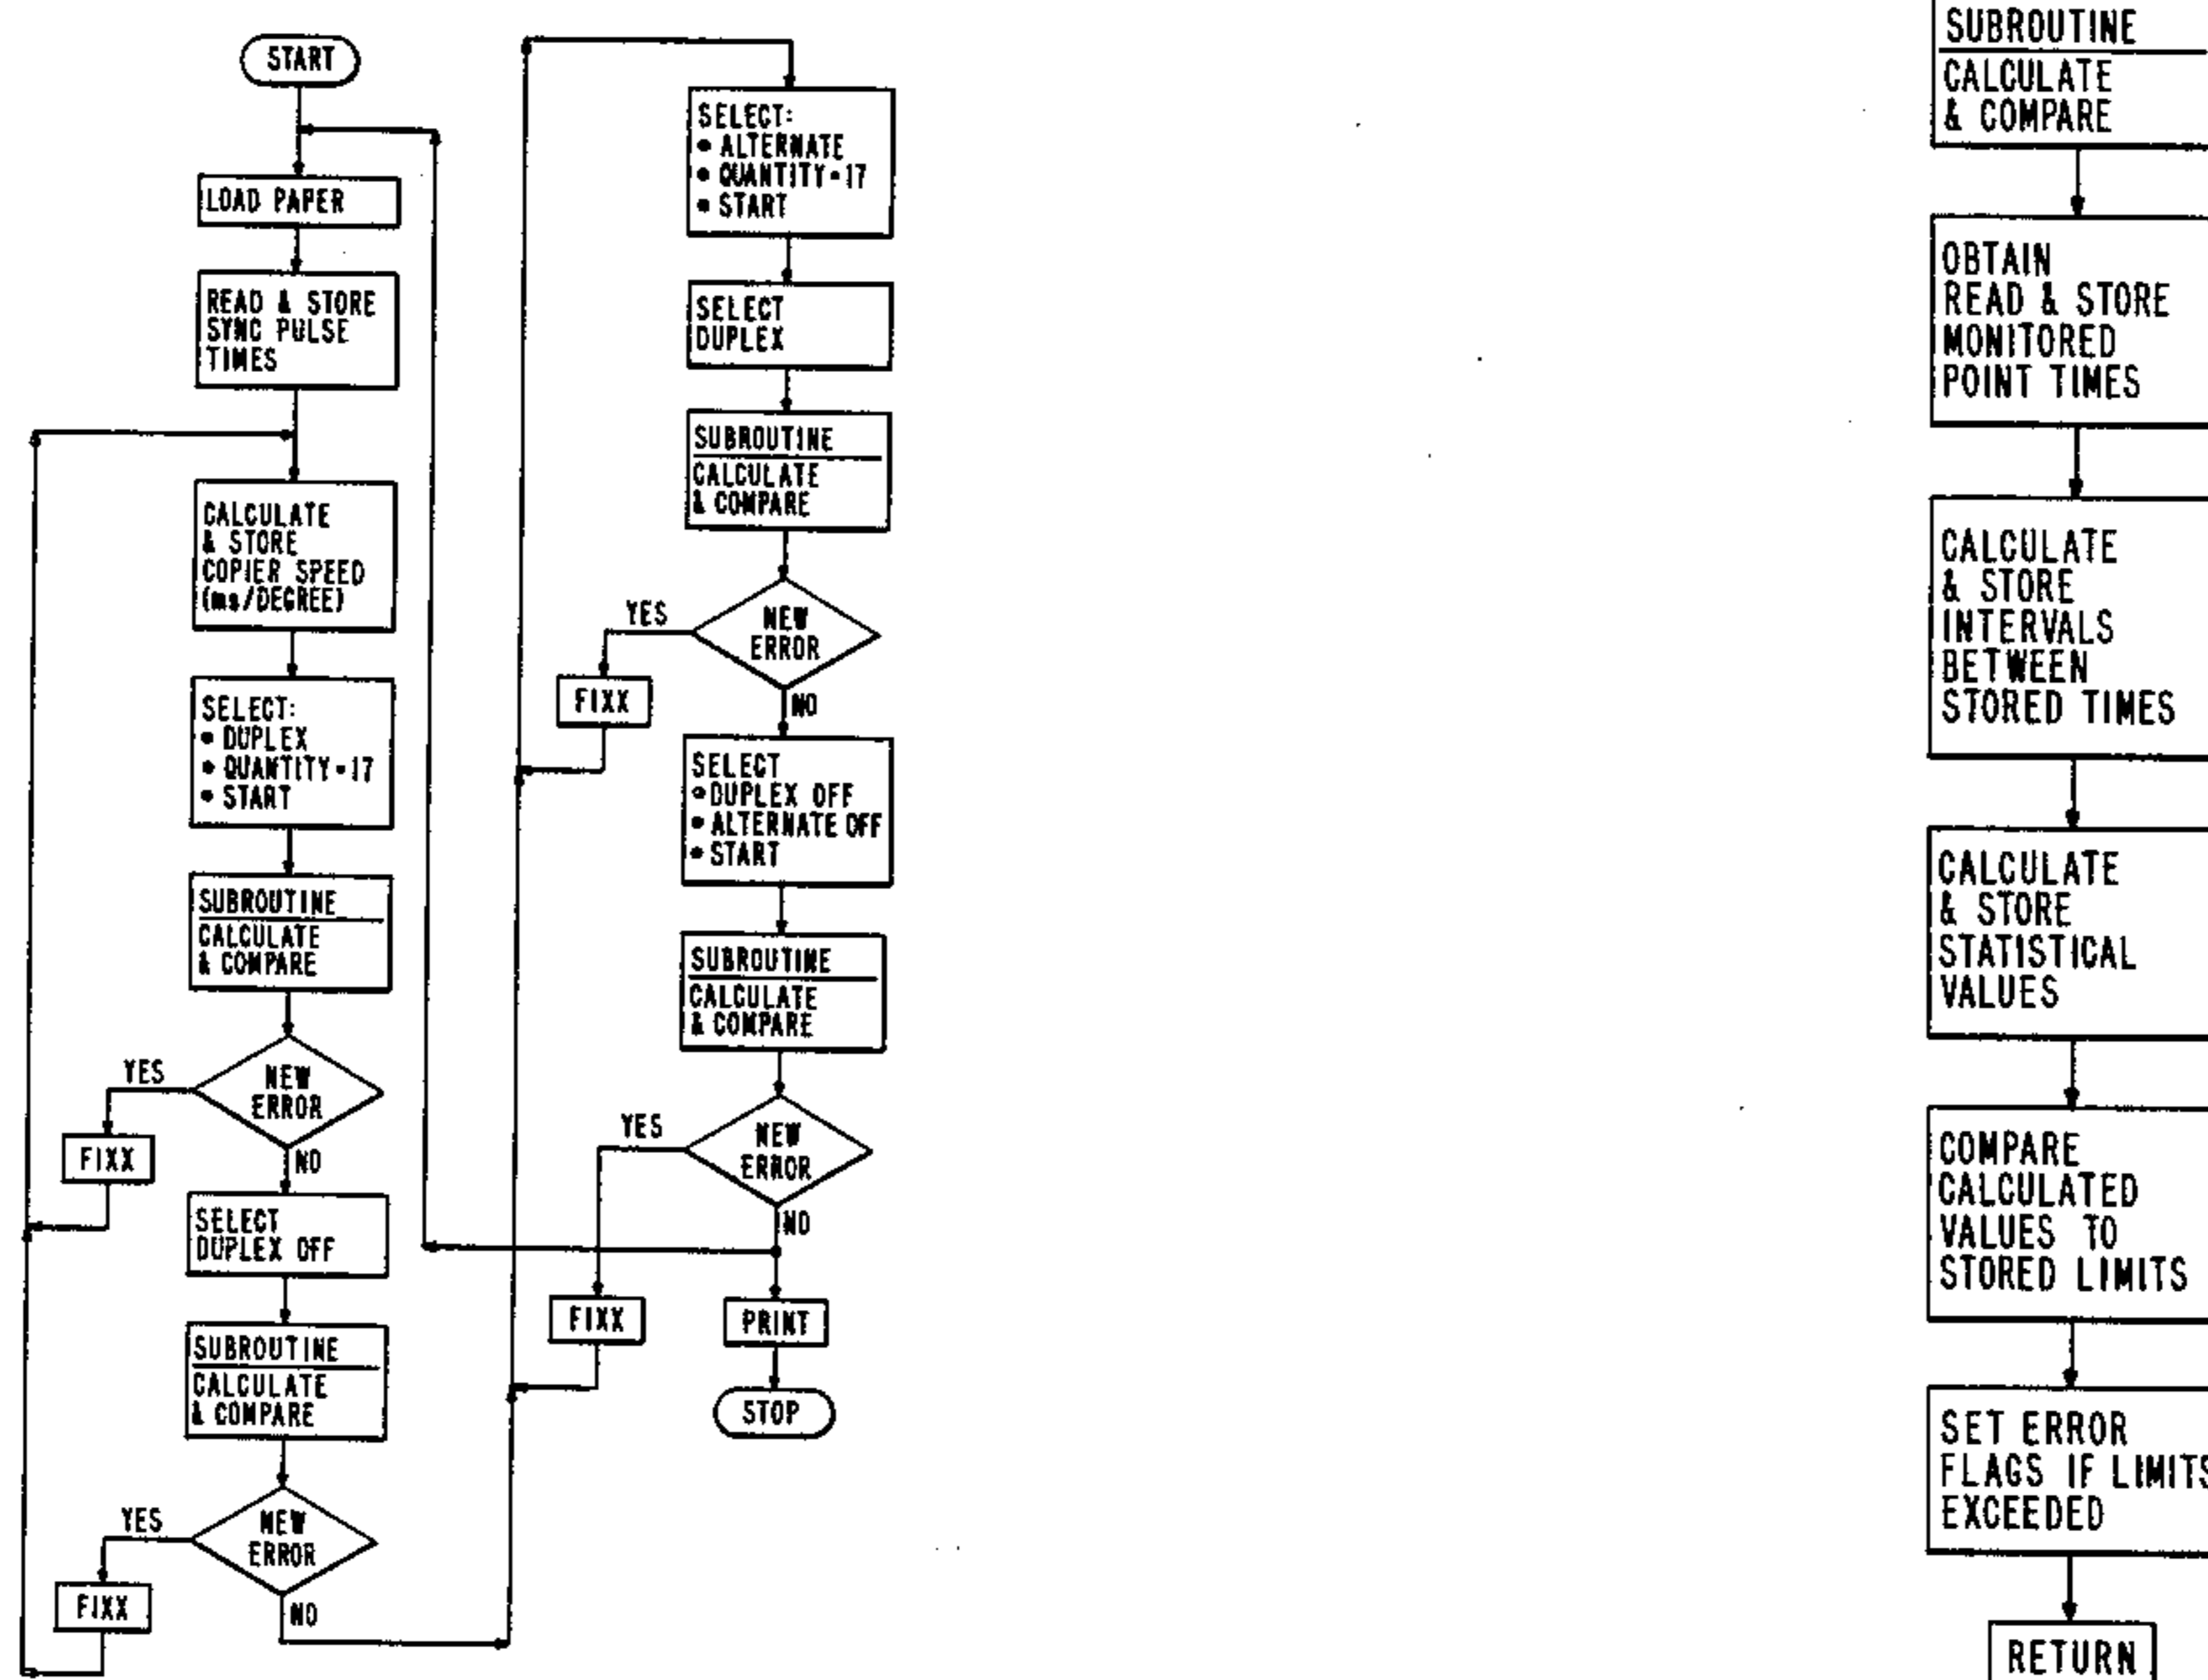 START
LOAD PAPER
READ & STORE
SYNC PULSE
TIMES
CALCULATE
& STORE
COPIER SPEED
(ms/DEGREE)
SELECT:
• DUPLEX
• QUANTITY=17
• START
SUBROUTINE
CALCULATE
& COMPARE
YES
NEW
ERROR
FIXX
NO
SELECT
DUPLEX OFF
SUBROUTINE
CALCULATE
& COMPARE
YES
NEW
ERROR
FIXX
NO
SELECT:
• ALTERNATE
• QUANTITY=17
• START
SELECT
DUPLEX
SUBROUTINE
CALCULATE
& COMPARE
YES
NEW
ERROR
FIXX
NO
SELECT
• DUPLEX OFF
• ALTERNATE OFF
• START
SUBROUTINE
CALCULATE
& COMPARE
YES
NEW
ERROR
NO
FIXX
PRINT
STOP
SUBROUTINE
CALCULATE
& COMPARE
OBTAIN
READ & STORE
MONITORED
POINT TIMES
CALCULATE
& STORE
INTERVALS
BETWEEN
STORED TIMES
CALCULATE
& STORE
STATISTICAL
VALUES
COMPARE
CALCULATED
VALUES TO
STORED LIMITS
SET ERROR
FLAGS IF LIMITS
EXCEEDED
RETURN